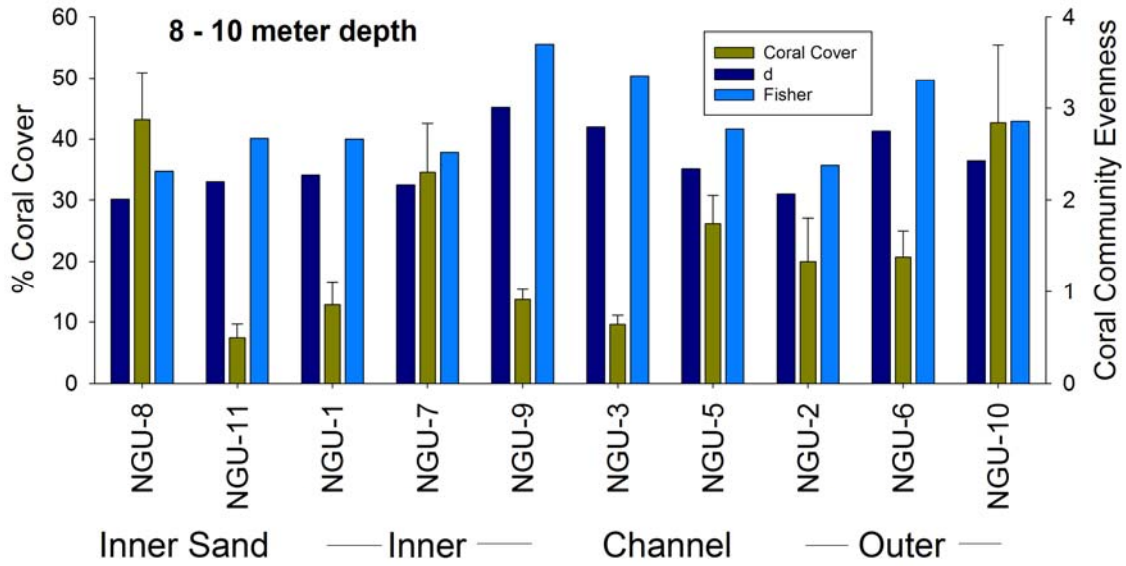 8 - 10 meter depth
Coral Cover
d
Fisher
% Coral Cover
60
50
40
30
20
10
0
Coral Community Evenness
4
3
2
1
0
NGU-8
NGU-11
NGU-1
NGU-7
NGU-9
NGU-3
NGU-5
NGU-2
NGU-6
NGU-10
Inner Sand
Inner
Channel
Outer